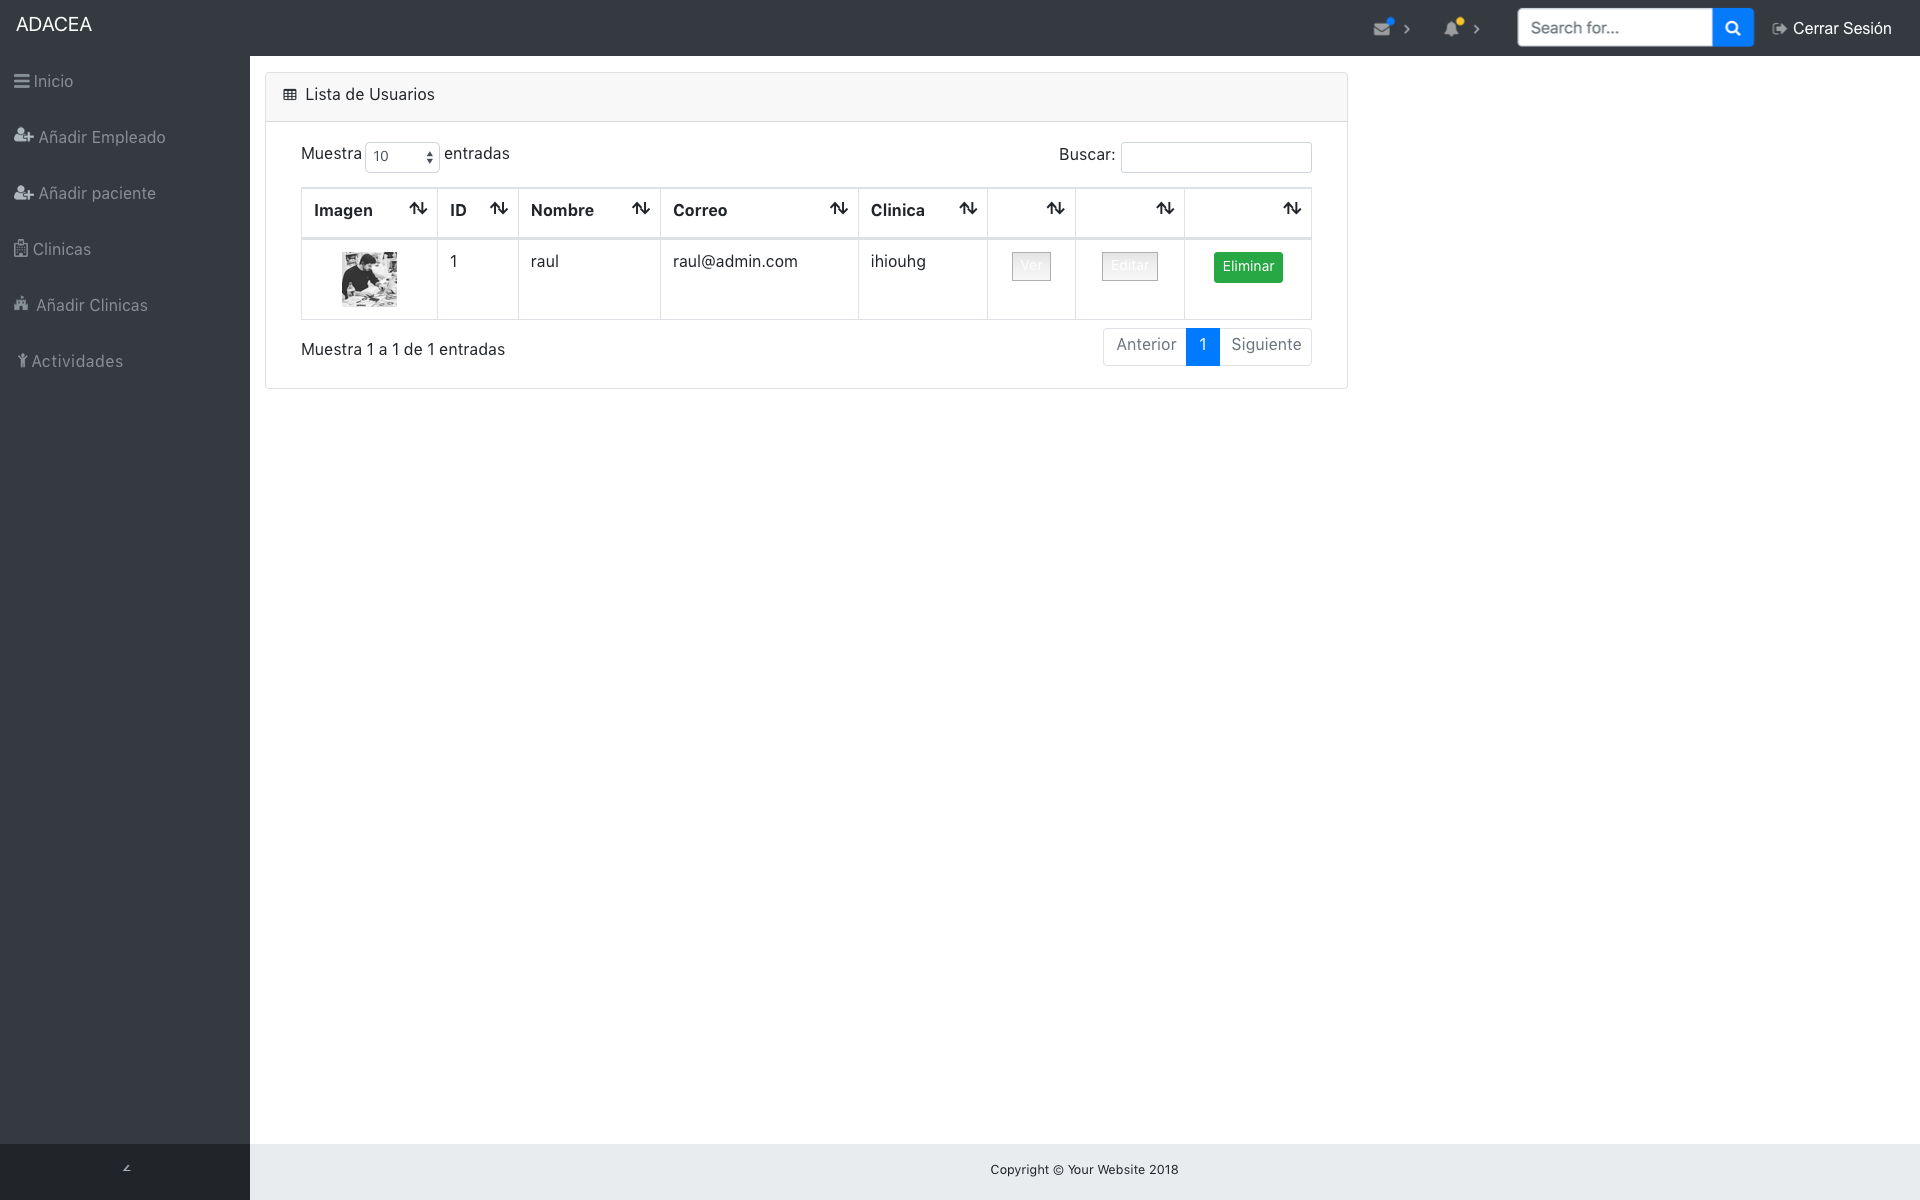 ADACEA
Search for...
Cerrar Sesión
Inicio
Añadir Empleado
Añadir paciente
Clinicas
Añadir Clinicas
Actividades
Lista de Usuarios
Muestra 10 entradas
Buscar:
Imagen ID Nombre Correo Clinica
1 raul raul@admin.com ihiouhg Ver Editar Eliminar
Muestra 1 a 1 de 1 entradas
Anterior 1 Siguiente
Copyright © Your Website 2018